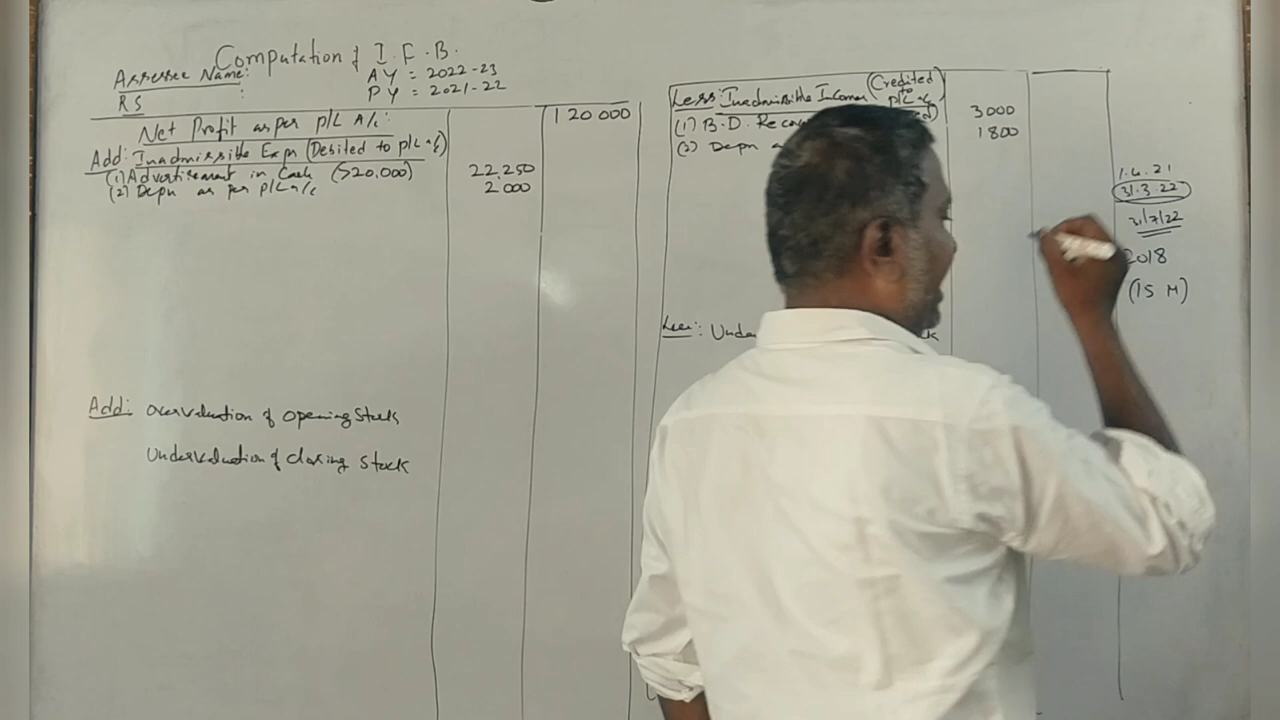 Computation of I.F.B.
Assessee Name:
RS :
AY = 2022-23
PY = 2021-22
Net Profit as per P/L A/c: 120000
Add: Inadmissible Expn (Debited to P/L a/c)
(1) Advertisement in Cash (>20,000) 22,250
(2) Depn as per P/L a/c 2000
Add: Overvaluation of Opening Stock
Undervaluation of closing Stock
Less: Inadmissible Incomes (Credited to P/L a/c
(1) B.D. Reco 3000
(2) Depn a 1800
Less: Unde
1.4.21
31.3.22
31/7/22
2018
(15 M)